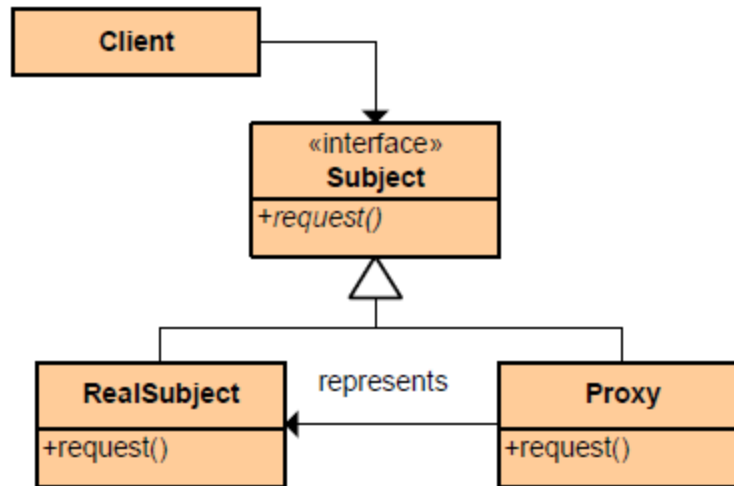 Client
«interface»
Subject
+request()
RealSubject
represents
Proxy
+request()
+request()